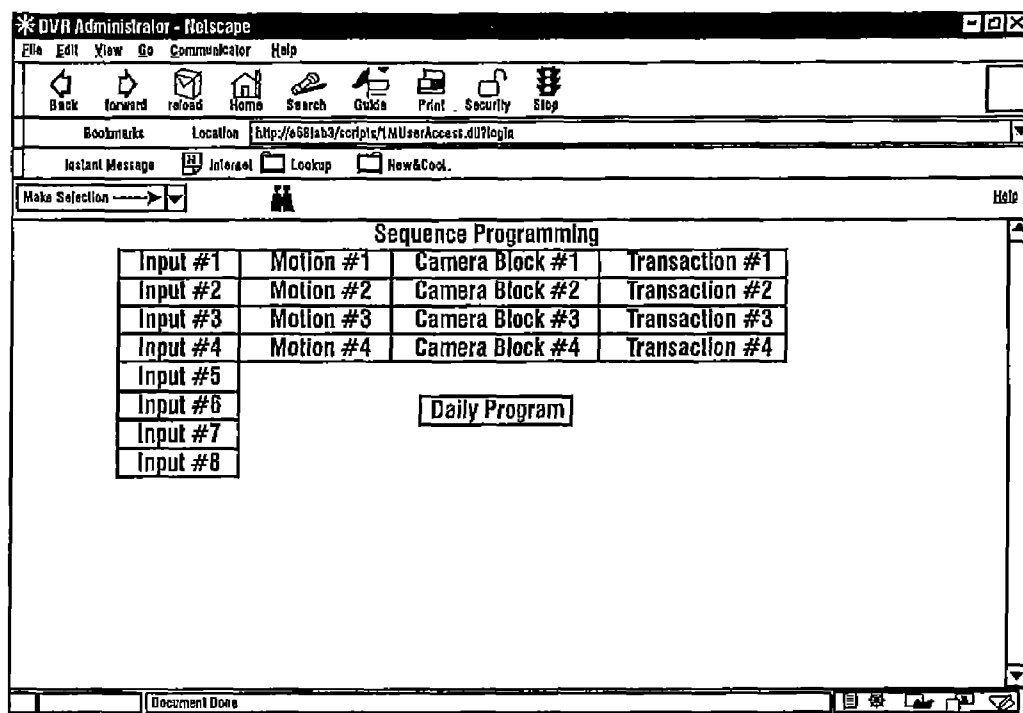 DVR Administrator - Netscape
File Edit View Go Communicator Help
Back forward reload Home Search Guide Print Security Stop
Bookmarks Location http://e68lab3/scripts/1MUserAccess.dll?login
Instant Message Internet Lookup New&Cool.
Make Selection Help
Sequence Programming
Input #1 Motion #1 Camera Block #1 Transaction #1
Input #2 Motion #2 Camera Block #2 Transaction #2
Input #3 Motion #3 Camera Block #3 Transaction #3
Input #4 Motion #4 Camera Block #4 Transaction #4
Input #5
Input #6 Daily Program
Input #7
Input #8
Document Done